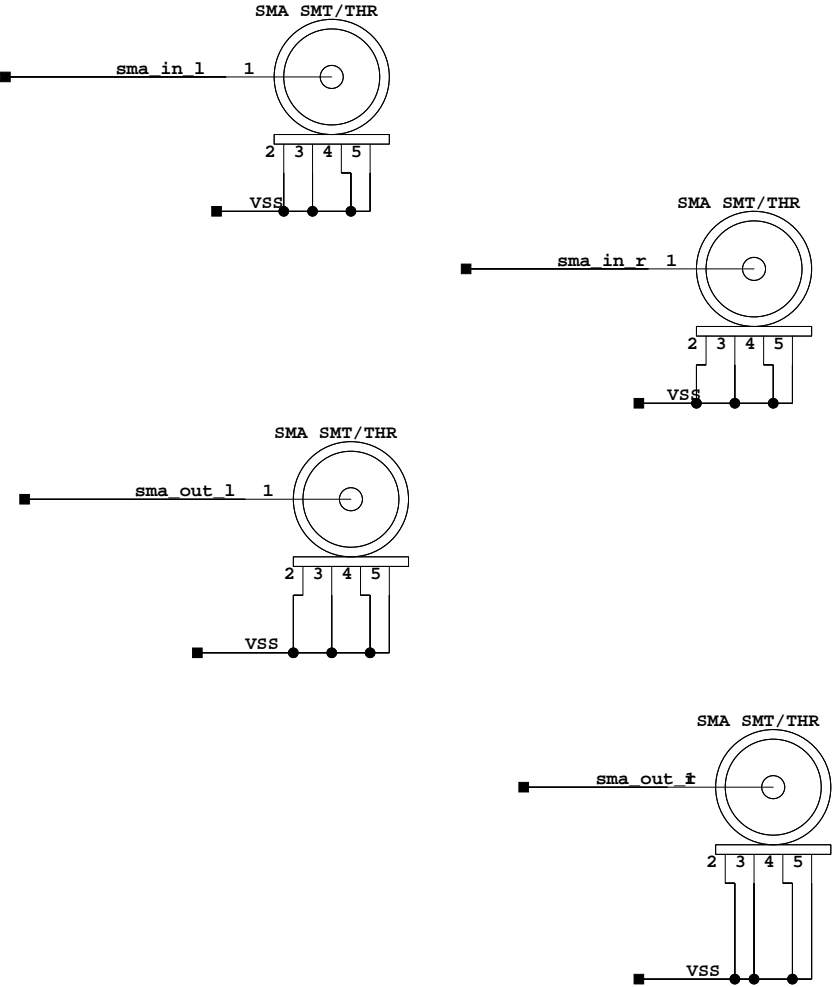 SMA SMT/THR
sma_in_l 1
2 3 4 5
VSS
SMA SMT/THR
sma_in_r 1
2 3 4 5
VSS
SMA SMT/THR
sma_out_l 1
2 3 4 5
VSS
SMA SMT/THR
sma_out_r 1
2 3 4 5
VSS